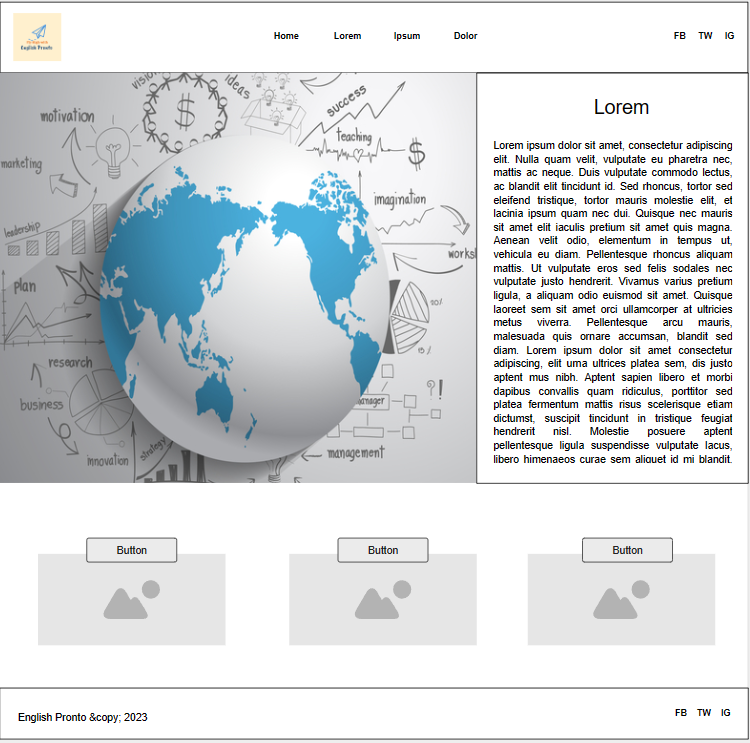 English Pronto
Home Lorem Ipsum Dolor FB TW IG
vision
ideas
motivation
success
teaching
marketing
imagination
leadership
plan
10%
15%
research
business
manager
strategy
innovation
management
Lorem
Lorem ipsum dolor sit amet, consectetur adipiscing
elit. Nulla quam velit, vulputate eu pharetra nec,
mattis ac neque. Duis vulputate commodo lectus,
ac blandit elit tincidunt id. Sed rhoncus, tortor sed
eleifend tristique, tortor mauris molestie elit, et
lacinia ipsum quam nec dui. Quisque nec mauris
sit amet elit iaculis pretium sit amet quis magna.
Aenean velit odio, elementum in tempus ut,
vehicula eu diam. Pellentesque rhoncus aliquam
mattis. Ut vulputate eros sed felis sodales nec
vulputate justo hendrerit. Vivamus varius pretium
ligula, a aliquam odio euismod sit amet. Quisque
laoreet sem sit amet orci ullamcorper at ultricies
metus viverra. Pellentesque arcu mauris,
malesuada quis ornare accumsan, blandit sed
diam. Lorem ipsum dolor sit amet consectetur
adipiscing, elit urna ultrices platea sem, dis justo
aptent mus nibh. Aptent sapien libero et morbi
dapibus convallis quam ridiculus, porttitor sed
platea fermentum mattis risus scelerisque etiam
dictumst, suscipit tincidunt in tristique feugiat
hendrerit nisl. Molestie posuere aptent
pellentesque ligula suspendisse vulputate lacus,
libero himenaeos curae sem aliquet id mi blandit.
Button Button Button
English Pronto &copy; 2023 FB TW IG